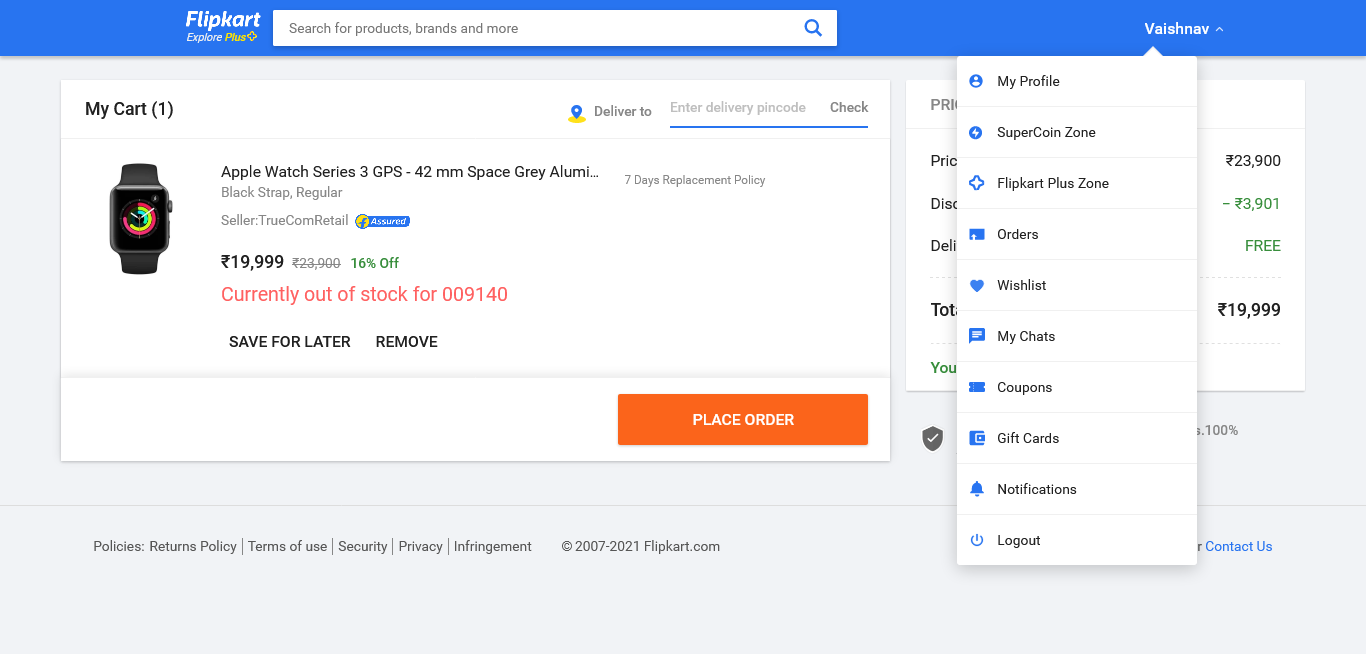 Flipkart
Explore Plus
Search for products, brands and more
Vaishnav
My Cart (1)
Deliver to
Enter delivery pincode
Check
Apple Watch Series 3 GPS - 42 mm Space Grey Alumi...
Black Strap, Regular
Seller:TrueComRetail
Assured
₹19,999 ₹23,900 16% Off
Currently out of stock for 009140
7 Days Replacement Policy
SAVE FOR LATER
REMOVE
PLACE ORDER
₹23,900
− ₹3,901
FREE
₹19,999
You
.100%
My Profile
SuperCoin Zone
Flipkart Plus Zone
Orders
Wishlist
My Chats
Coupons
Gift Cards
Notifications
Logout
Policies: Returns Policy | Terms of use | Security | Privacy | Infringement
© 2007-2021 Flipkart.com
Contact Us